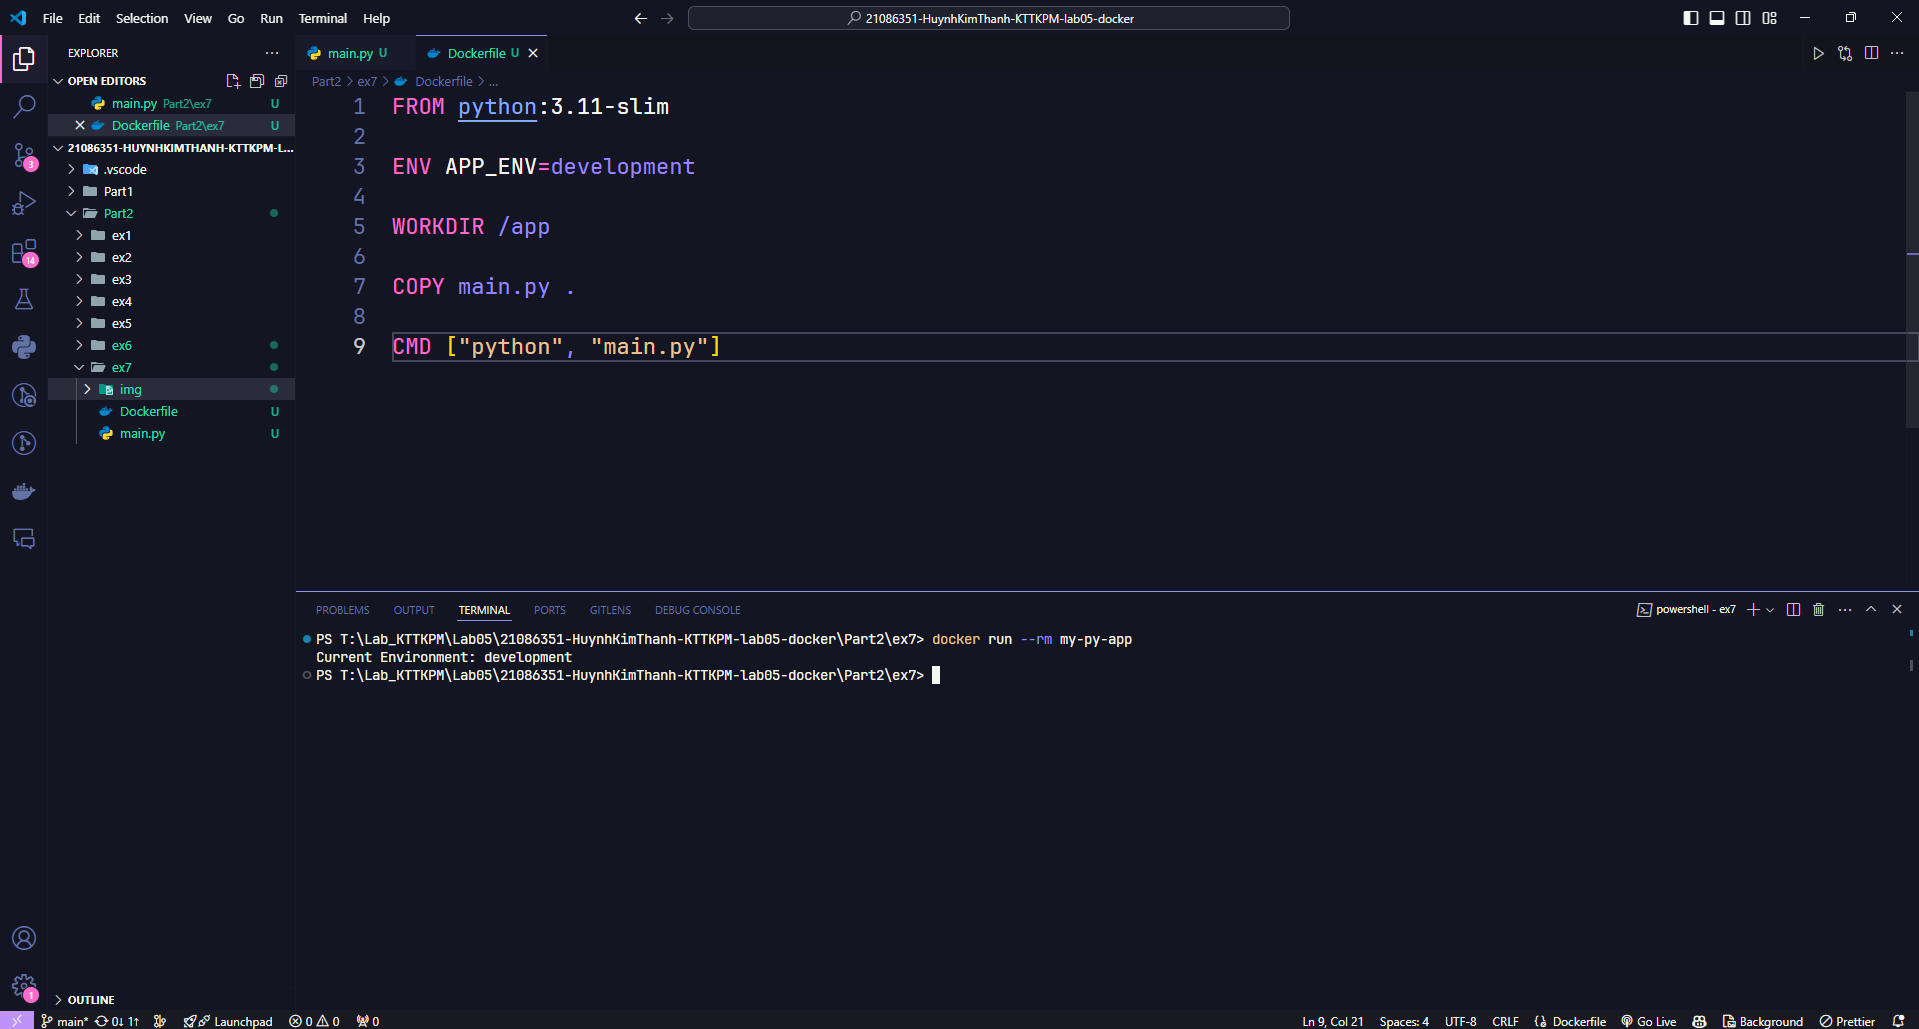 File Edit Selection View Go Run Terminal Help
21086351-HuynhKimThanh-KTTKPM-lab05-docker
EXPLORER
OPEN EDITORS
main.py Part2\ex7 U
Dockerfile Part2\ex7 U
21086351-HUYNHKIMTHANH-KTTKPM-L...
.vscode
Part1
Part2
ex1
ex2
ex3
ex4
ex5
ex6
ex7
img
Dockerfile U
main.py U
OUTLINE
3
14
1
main.py U
Dockerfile U
Part2 > ex7 > Dockerfile > ...
1 FROM python:3.11-slim
2
3 ENV APP_ENV=development
4
5 WORKDIR /app
6
7 COPY main.py .
8
9 CMD ["python", "main.py"]
PROBLEMS OUTPUT TERMINAL PORTS GITLENS DEBUG CONSOLE
powershell - ex7
PS T:\Lab_KTTKPM\Lab05\21086351-HuynhKimThanh-KTTKPM-lab05-docker\Part2\ex7> docker run --rm my-py-app
Current Environment: development
PS T:\Lab_KTTKPM\Lab05\21086351-HuynhKimThanh-KTTKPM-lab05-docker\Part2\ex7>
main* 0↓ 1↑ Launchpad 0 0 0
Ln 9, Col 21 Spaces: 4 UTF-8 CRLF Dockerfile Go Live Background Prettier